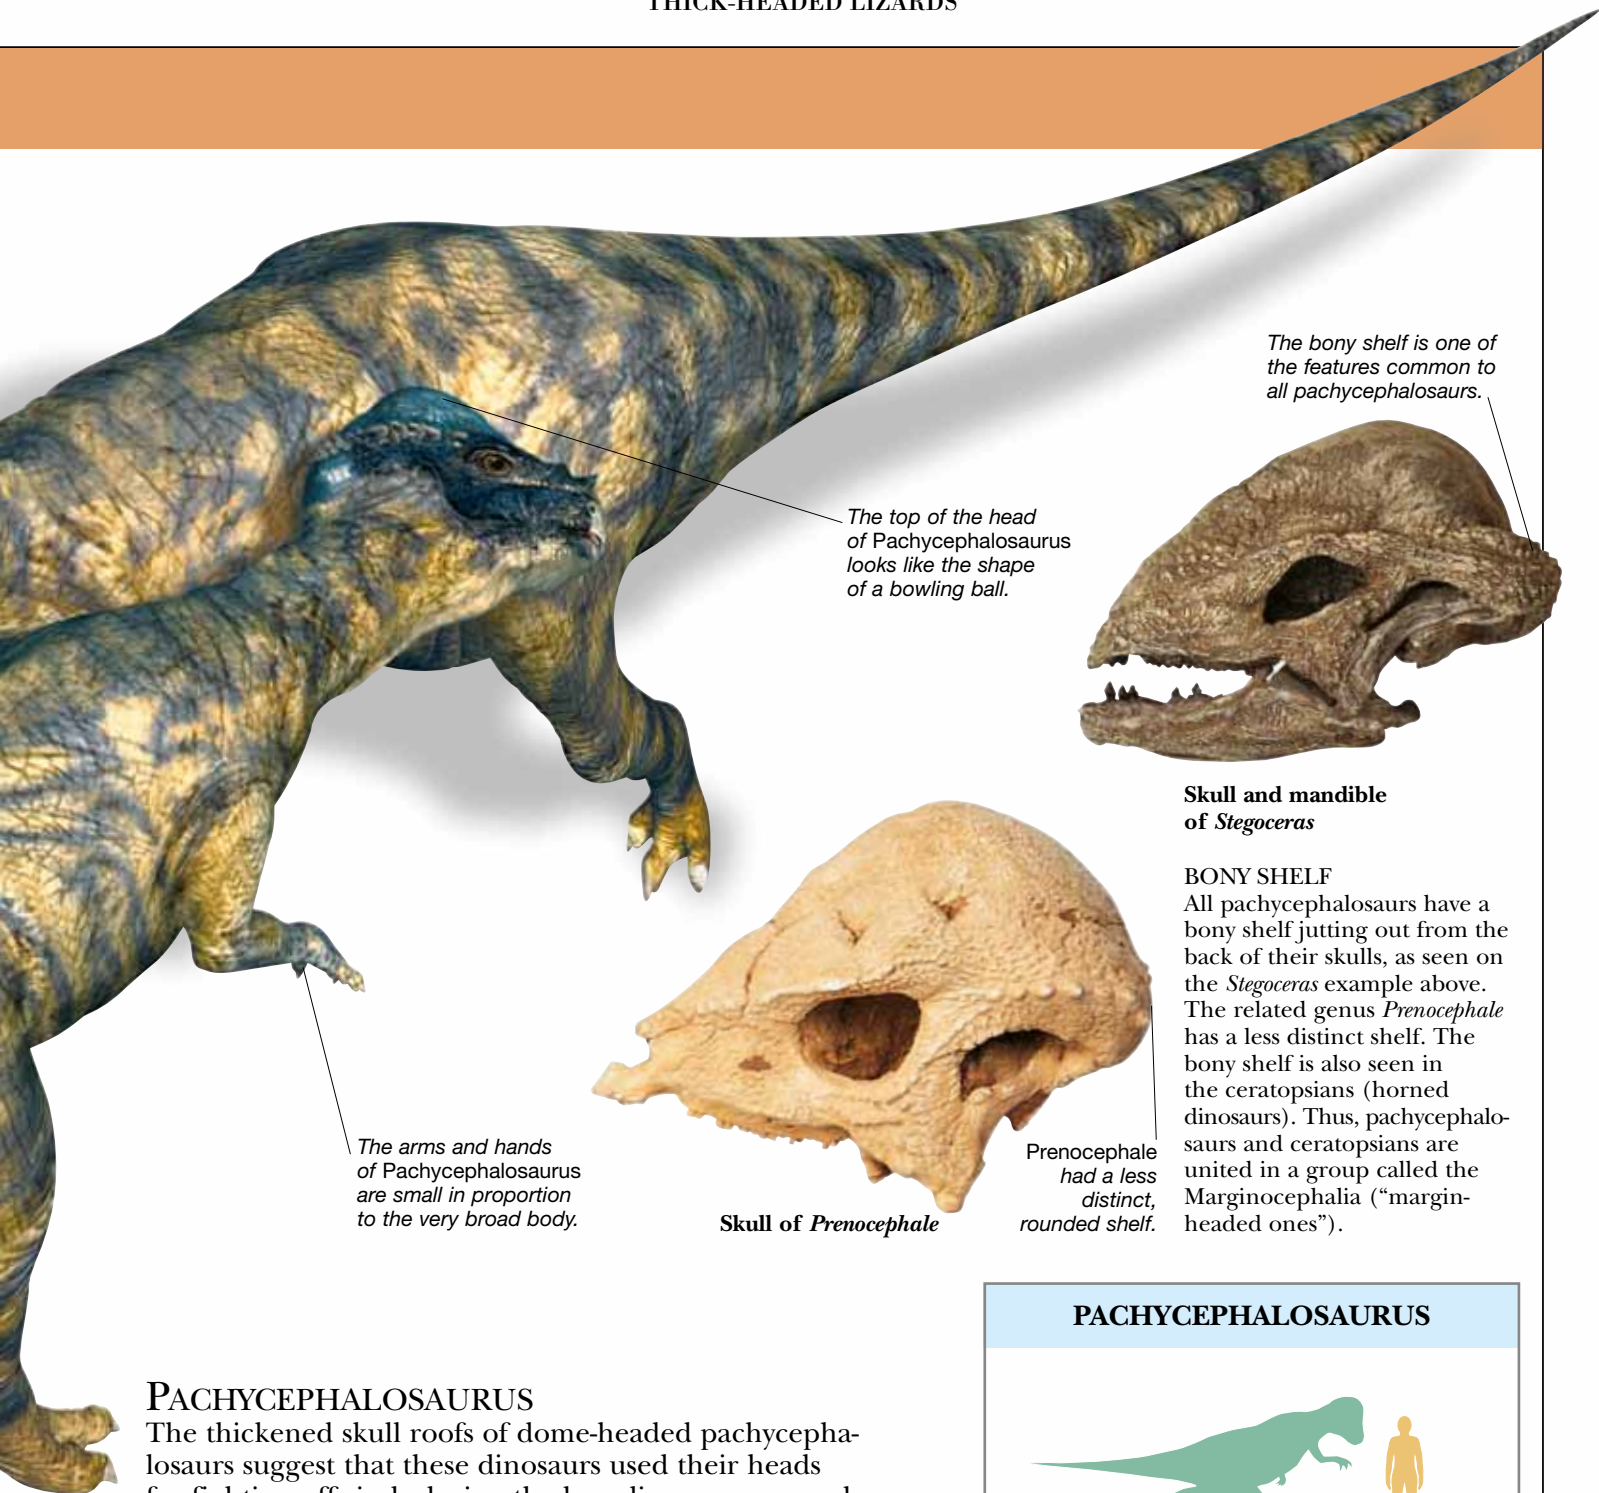 THICK-HEADED LIZARDS
The bony shelf is one of
the features common to
all pachycephalosaurs.
The top of the head
of Pachycephalosaurus
looks like the shape
of a bowling ball.
Skull and mandible
of Stegoceras
BONY SHELF
All pachycephalosaurs have a
bony shelf jutting out from the
back of their skulls, as seen on
the Stegoceras example above.
The related genus Prenocephale
has a less distinct shelf. The
bony shelf is also seen in
the ceratopsians (horned
dinosaurs). Thus, pachycephalo-
saurs and ceratopsians are
united in a group called the
Marginocephalia (“margin-
headed ones”).
The arms and hands
of Pachycephalosaurus
are small in proportion
to the very broad body.
Prenocephale
had a less
distinct,
rounded shelf.
Skull of Prenocephale
PACHYCEPHALOSAURUS
PACHYCEPHALOSAURUS
The thickened skull roofs of dome-headed pachycepha-
losaurs suggest that these dinosaurs used their heads